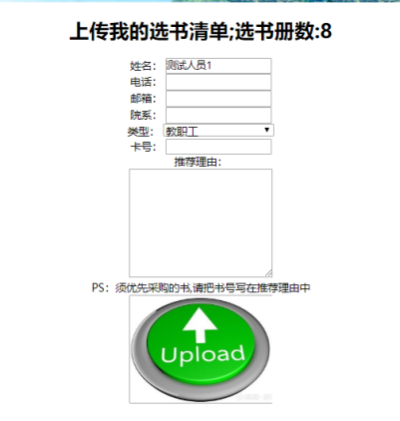 上传我的选书清单;选书册数:8
姓名: 测试人员1
电话:
邮箱:
院系:
类型: 教职工
卡号:
推荐理由:
PS: 须优先采购的书,请把书号写在推荐理由中
Upload